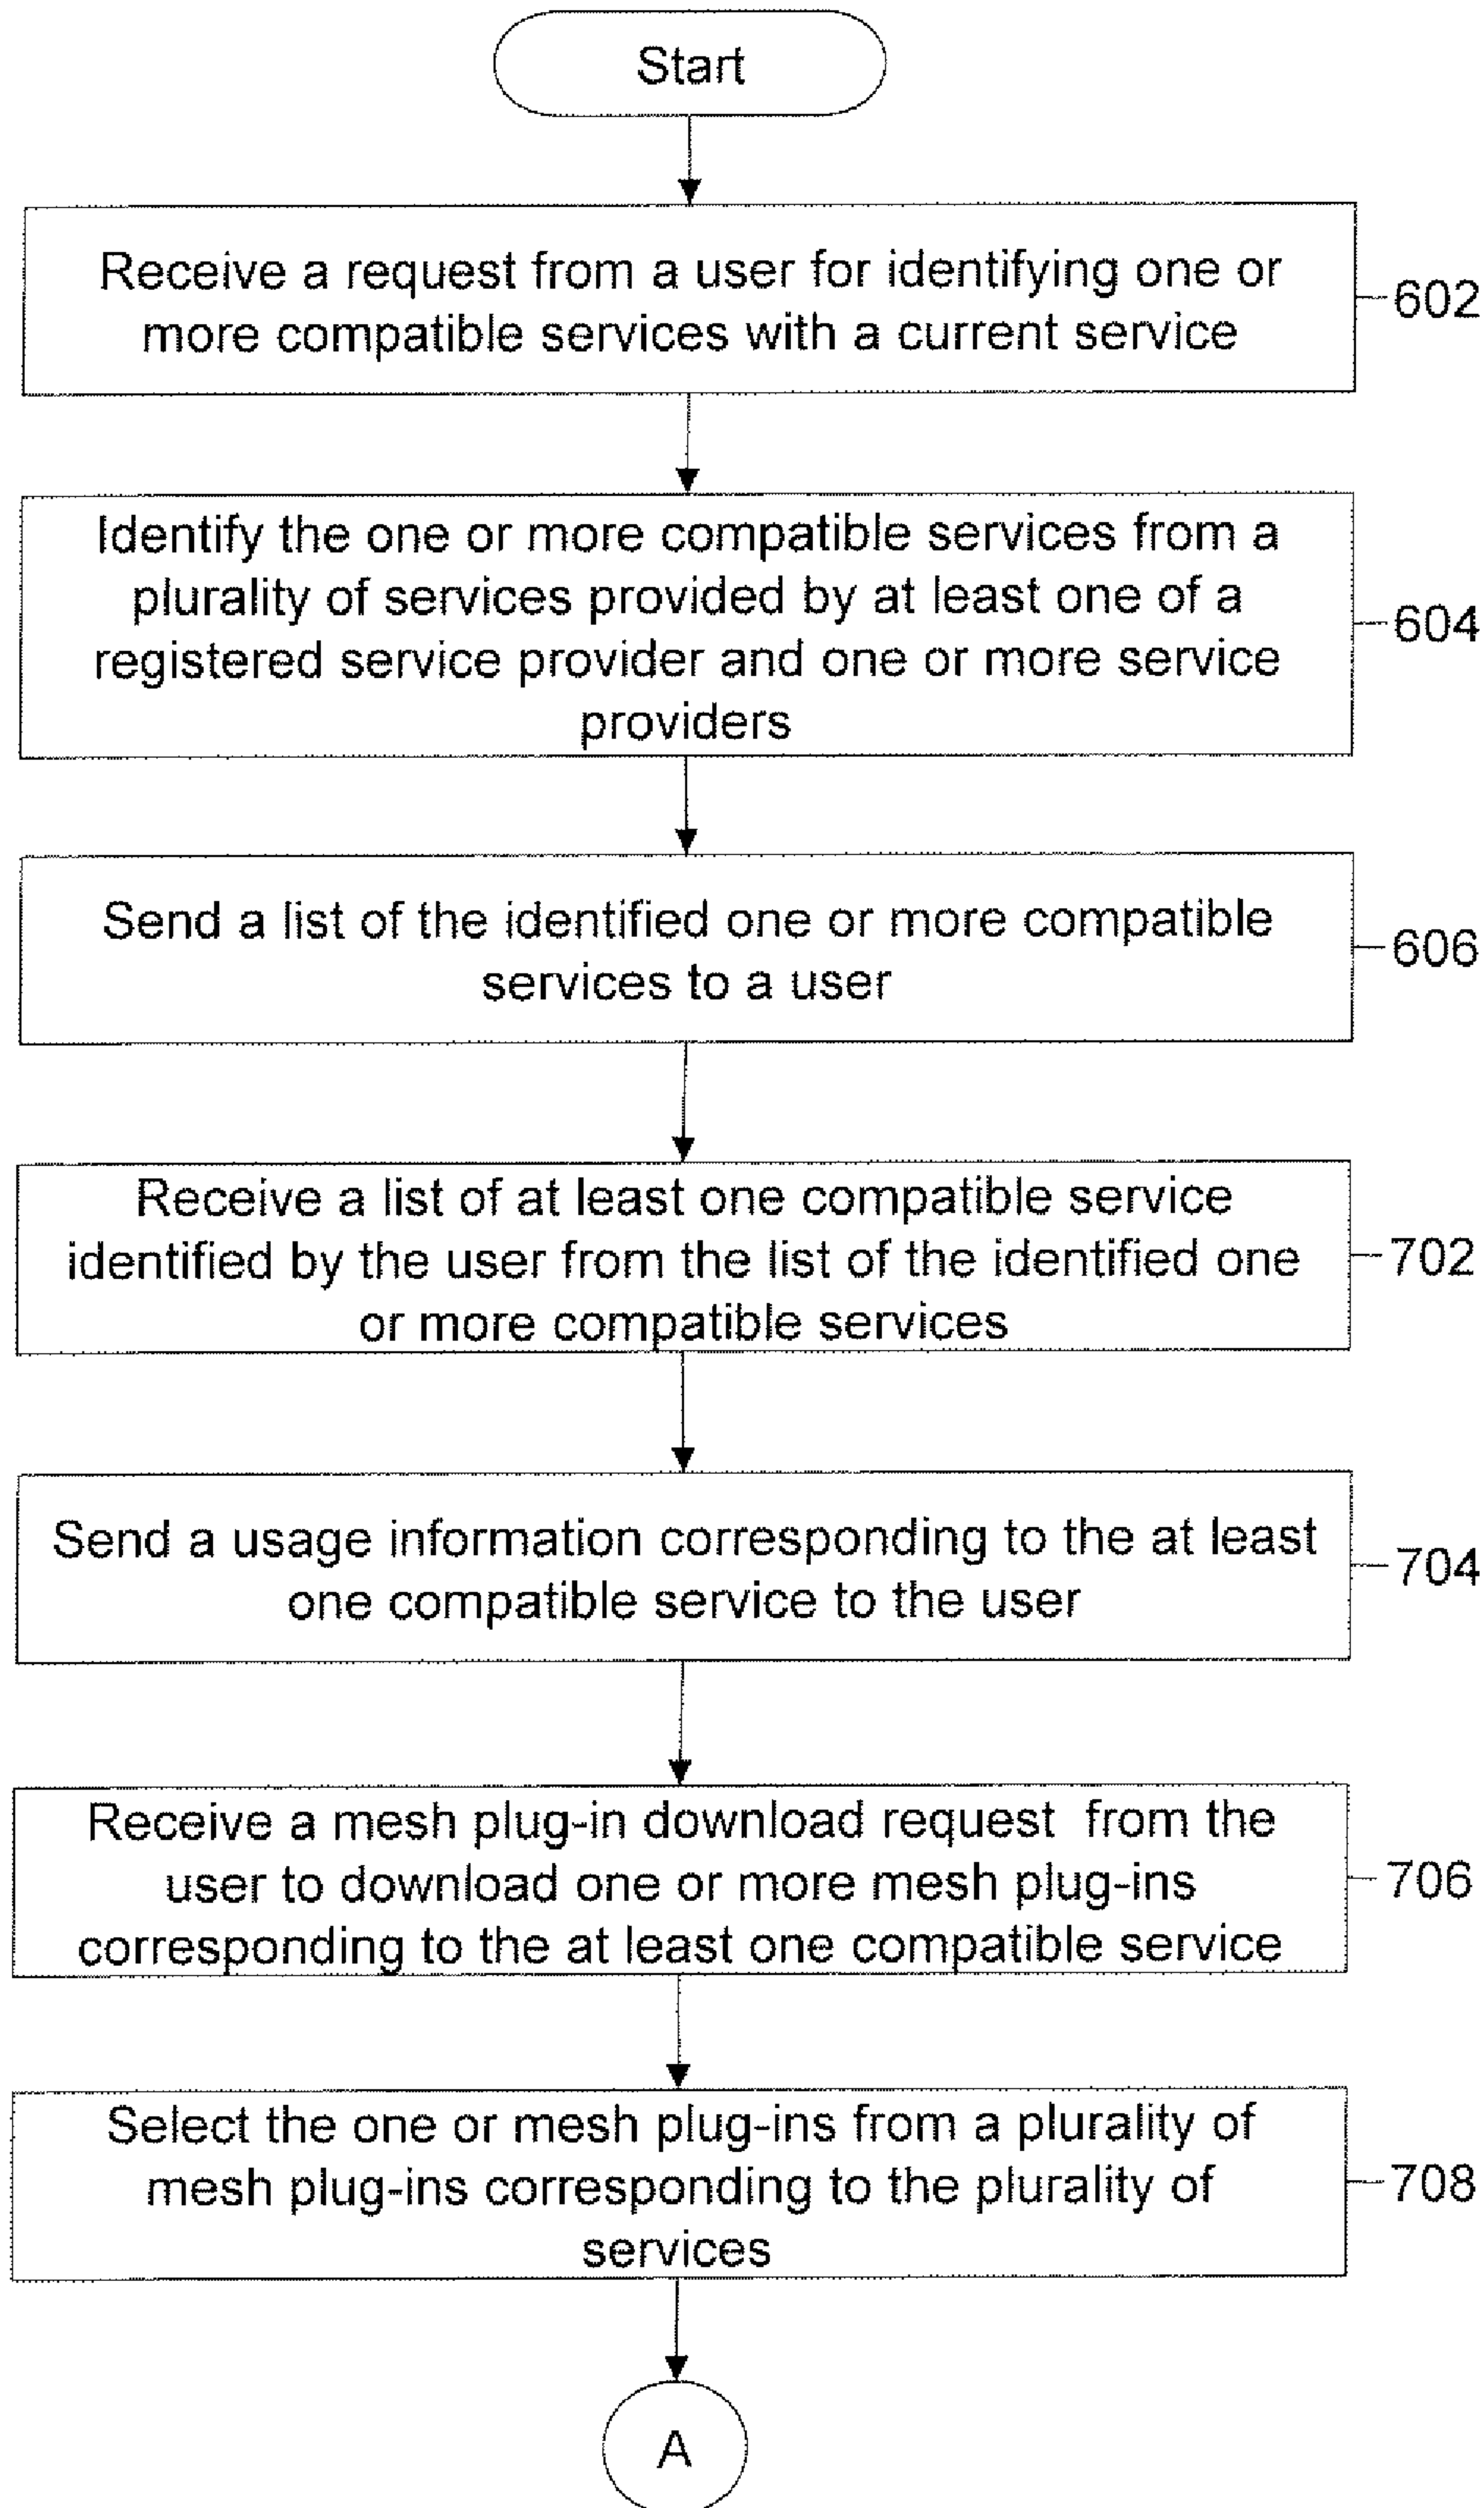 Start
Receive a request from a user for identifying one or
more compatible services with a current service
602
Identify the one or more compatible services from a
plurality of services provided by at least one of a
registered service provider and one or more service
providers
604
Send a list of the identified one or more compatible
services to a user
606
Receive a list of at least one compatible service
identified by the user from the list of the identified one
or more compatible services
702
Send a usage information corresponding to the at least
one compatible service to the user
704
Receive a mesh plug-in download request from the
user to download one or more mesh plug-ins
corresponding to the at least one compatible service
706
Select the one or mesh plug-ins from a plurality of
mesh plug-ins corresponding to the plurality of
services
708
A